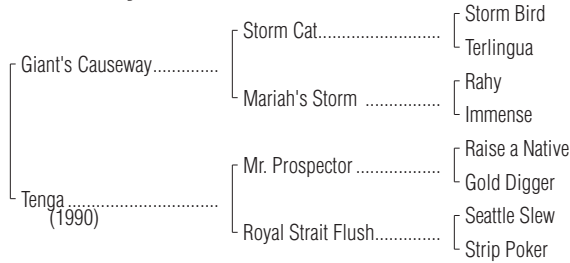 Storm Bird
Storm Cat....................
Terlingua
Giant's Causeway.............
Rahy
Mariah's Storm ................
Immense
Raise a Native
Mr. Prospector ..................
Gold Digger
Tenga ..............................
(1990)
Seattle Slew
Royal Strait Flush..............
Strip Poker